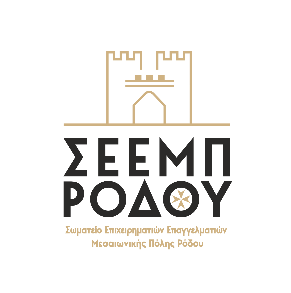 ΣΕΕΜΠ
ΡΟΔΟΥ
Σωματείο Επιχειρηματιών Επαγγελματιών
Μεσαιωνικής Πόλης Ρόδου